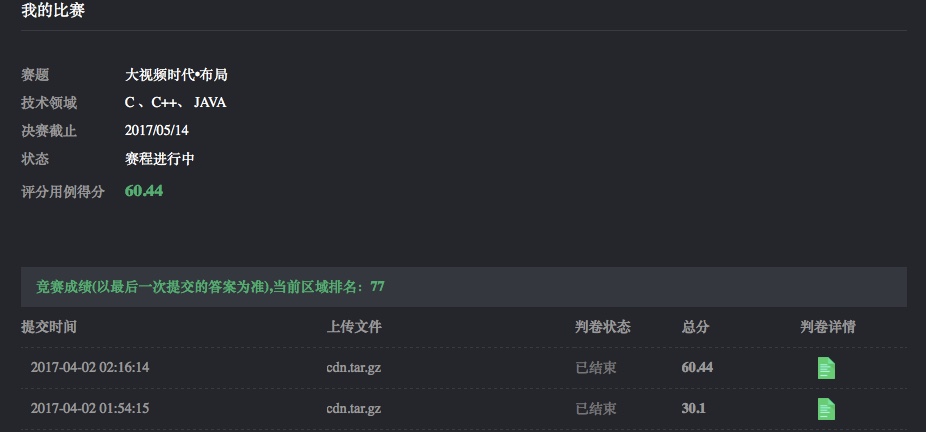 我的比赛
赛题 大视频时代•布局
技术领域 C 、C++、 JAVA
决赛截止 2017/05/14
状态 赛程进行中
评分用例得分 60.44
竞赛成绩(以最后一次提交的答案为准),当前区域排名：77
提交时间 上传文件 判卷状态 总分 判卷详情
2017-04-02 02:16:14 cdn.tar.gz 已结束 60.44
2017-04-02 01:54:15 cdn.tar.gz 已结束 30.1